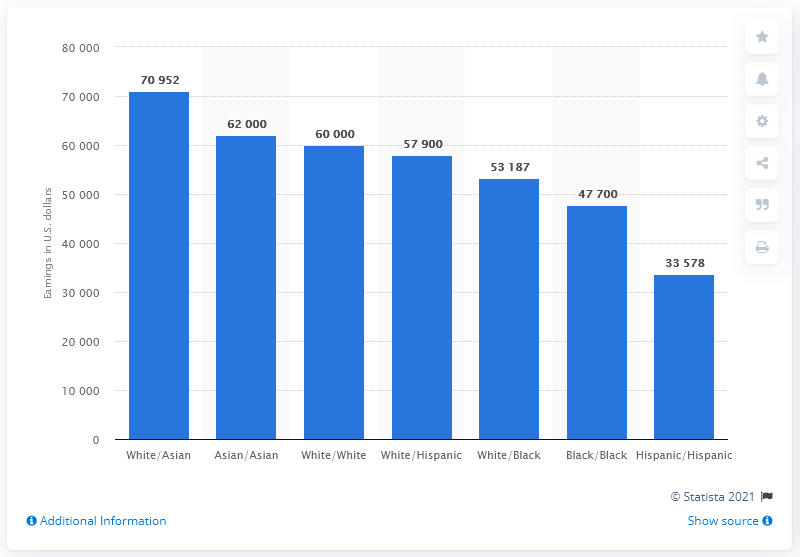 80 000
70 000
60 000
50 000
40 000
30 000
20 000
10 000
0
Earnings in U.S. dollars
70 952
62 000
60 000
57 900
53 187
47 700
33 578
White/Asian
Asian/Asian
White/White
White/Hispanic
White/Black
Black/Black
Hispanic/Hispanic
© Statista 2021
Additional Information
Show source